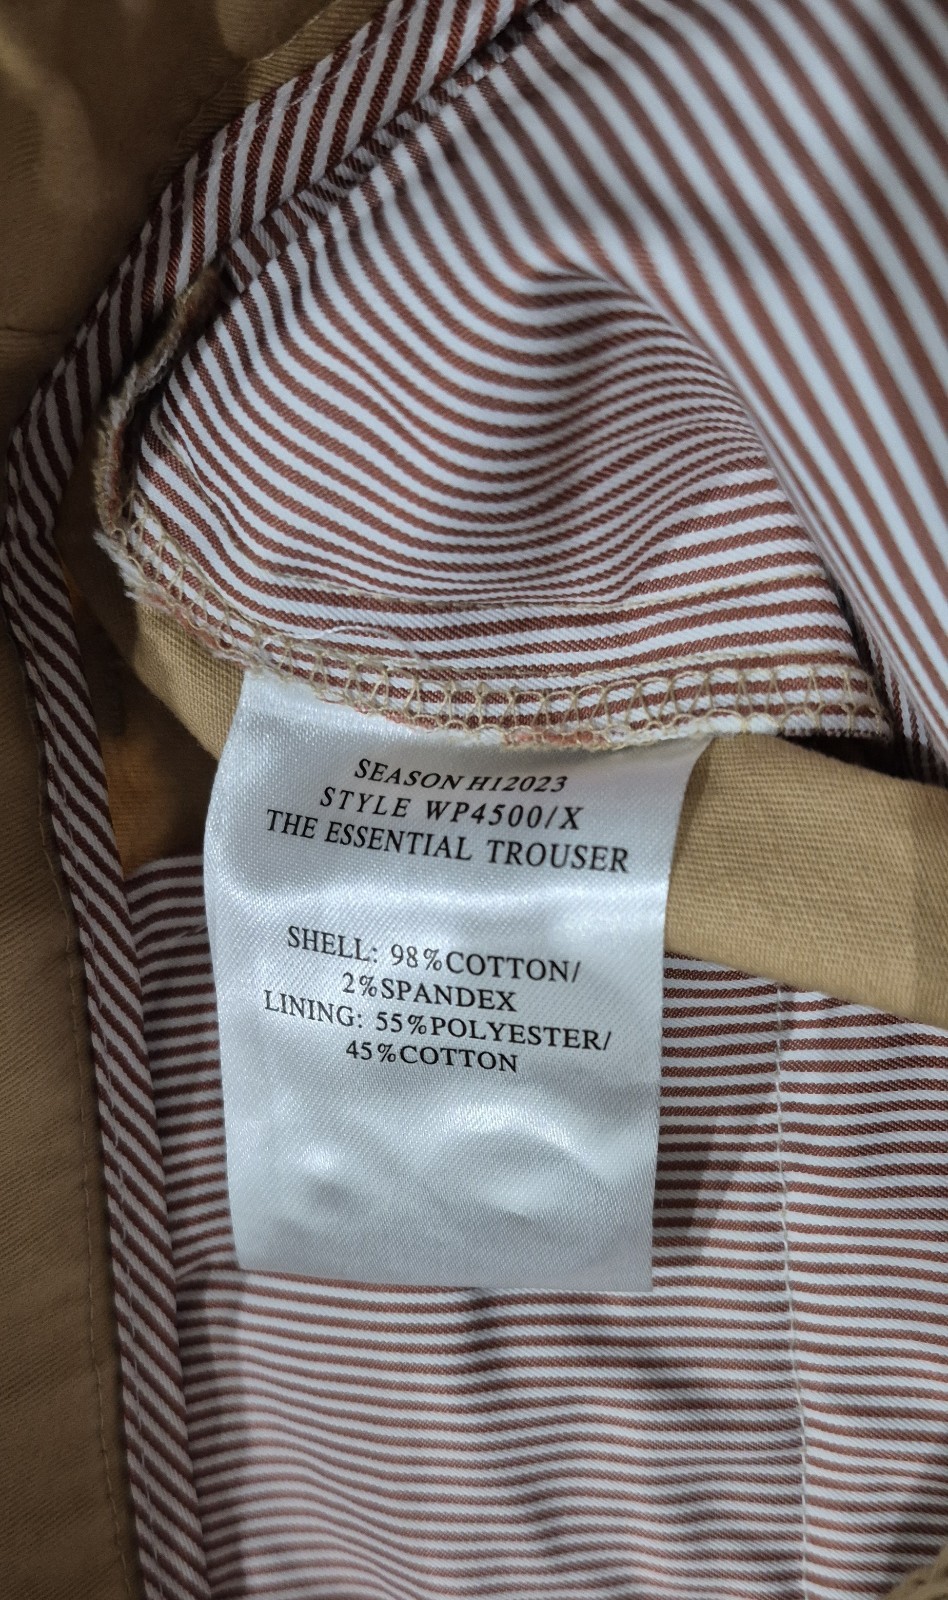 SEASON H12023
STYLE WP4500/X
THE ESSENTIAL TROUSER
SHELL: 98%COTTON/
2%SPANDEX
LINING: 55%POLYESTER/
45%COTTON